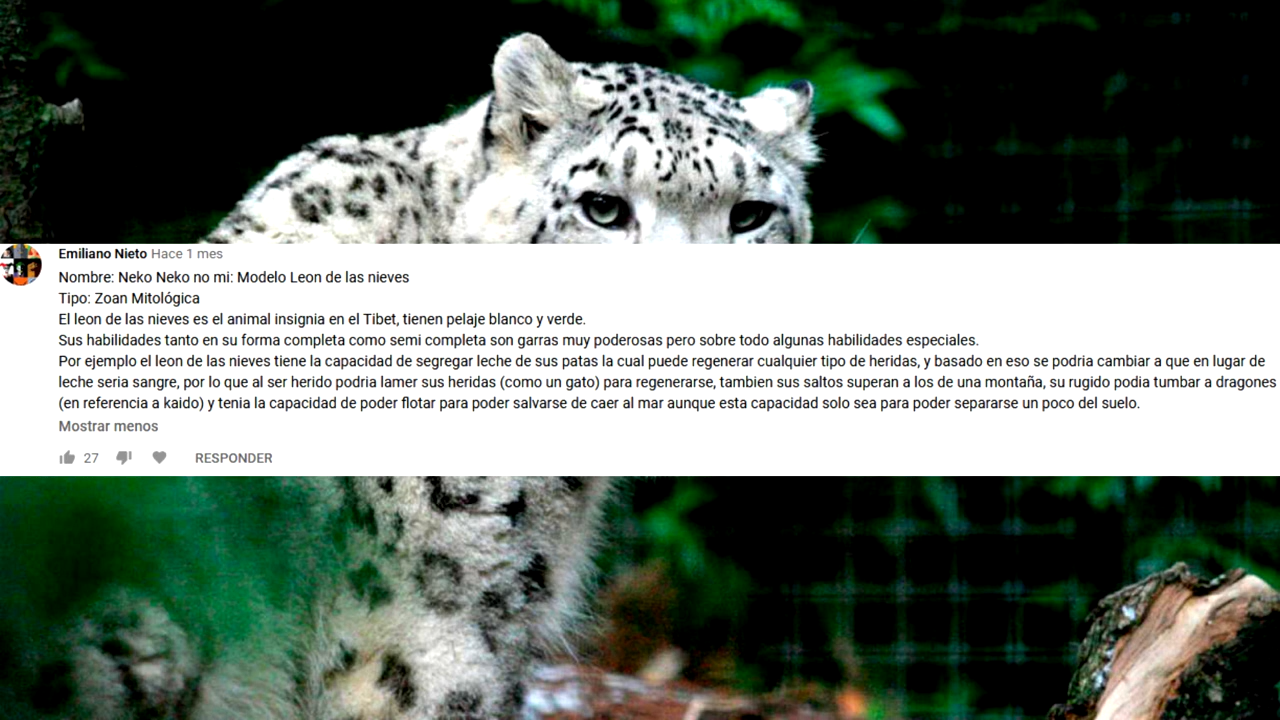 Emiliano Nieto Hace 1 mes
Nombre: Neko Neko no mi: Modelo Leon de las nieves
Tipo: Zoan Mitológica
El leon de las nieves es el animal insignia en el Tibet, tienen pelaje blanco y verde.
Sus habilidades tanto en su forma completa como semi completa son garras muy poderosas pero sobre todo algunas habilidades especiales.
Por ejemplo el leon de las nieves tiene la capacidad de segregar leche de sus patas la cual puede regenerar cualquier tipo de heridas, y basado en eso se podria cambiar a que en lugar de
leche seria sangre, por lo que al ser herido podria lamer sus heridas (como un gato) para regenerarse, tambien sus saltos superan a los de una montaña, su rugido podia tumbar a dragones
(en referencia a kaido) y tenia la capacidad de poder flotar para poder salvarse de caer al mar aunque esta capacidad solo sea para poder separarse un poco del suelo.
Mostrar menos
27 RESPONDER